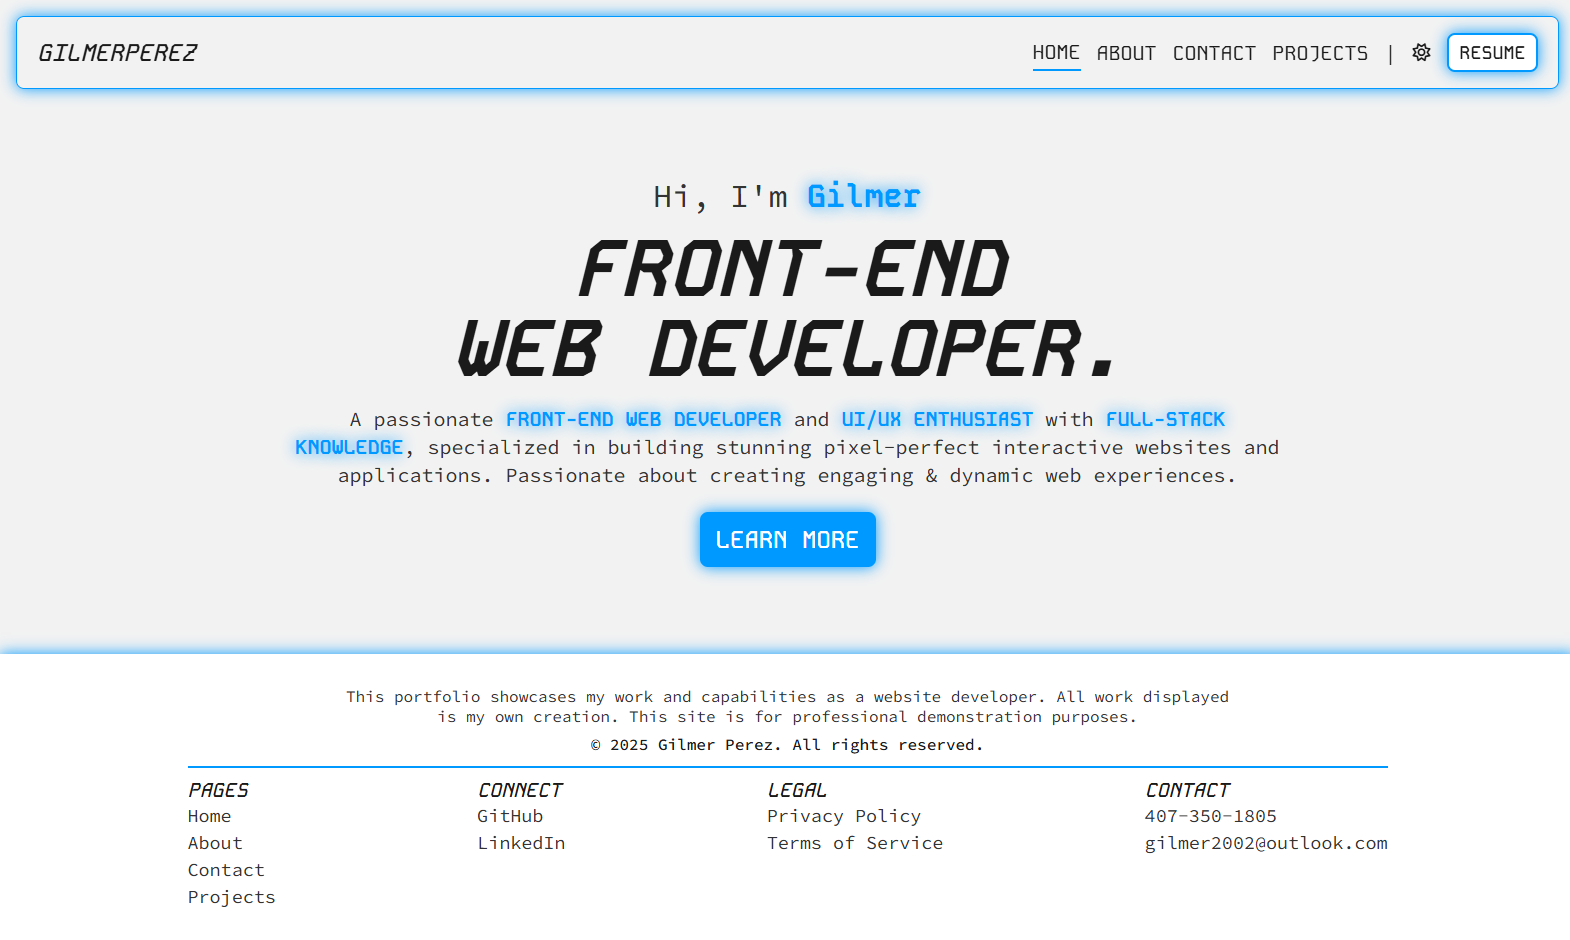 GILMERPEREZ
HOME ABOUT CONTACT PROJECTS | RESUME
Hi, I'm Gilmer
FRONT-END
WEB DEVELOPER.
A passionate FRONT-END WEB DEVELOPER and UI/UX ENTHUSIAST with FULL-STACK
KNOWLEDGE, specialized in building stunning pixel-perfect interactive websites and
applications. Passionate about creating engaging & dynamic web experiences.
LEARN MORE
This portfolio showcases my work and capabilities as a website developer. All work displayed
is my own creation. This site is for professional demonstration purposes.
© 2025 Gilmer Perez. All rights reserved.
PAGES
Home
About
Contact
Projects
CONNECT
GitHub
LinkedIn
LEGAL
Privacy Policy
Terms of Service
CONTACT
407-350-1805
gilmer2002@outlook.com